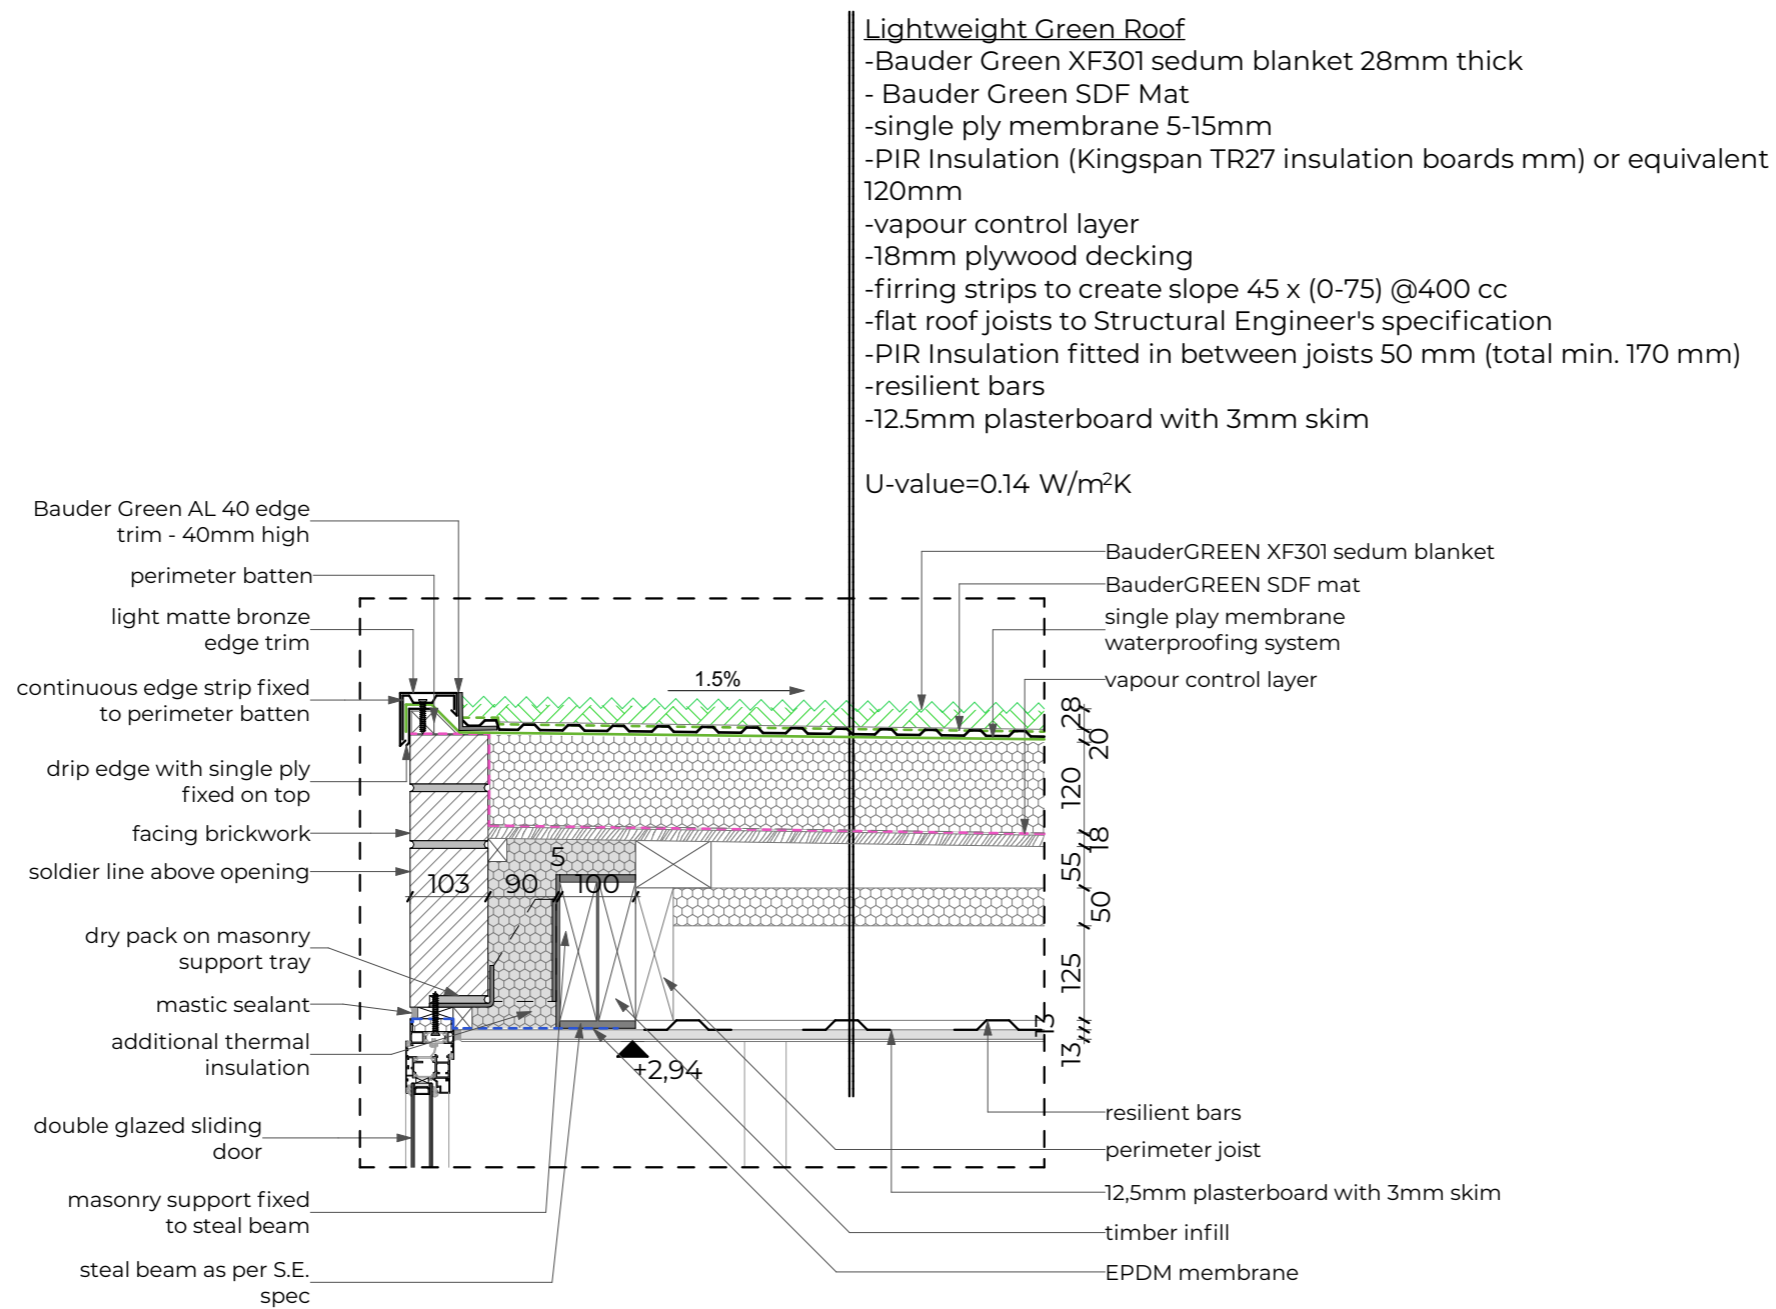 Lightweight Green Roof
-Bauder Green XF301 sedum blanket 28mm thick
- Bauder Green SDF Mat
-single ply membrane 5-15mm
-PIR Insulation (Kingspan TR27 insulation boards mm) or equivalent
120mm
-vapour control layer
-18mm plywood decking
-firring strips to create slope 45 x (0-75) @400 cc
-flat roof joists to Structural Engineer's specification
-PIR Insulation fitted in between joists 50 mm (total min. 170 mm)
-resilient bars
-12.5mm plasterboard with 3mm skim
U-value=0.14 W/m²K
Bauder Green AL 40 edge
trim - 40mm high
perimeter batten
light matte bronze
edge trim
continuous edge strip fixed
to perimeter batten
drip edge with single ply
fixed on top
facing brickwork
soldier line above opening
dry pack on masonry
support tray
mastic sealant
additional thermal
insulation
double glazed sliding
door
masonry support fixed
to steal beam
steal beam as per S.E.
spec
1.5%
5
103
90
100
+2,94
BauderGREEN XF301 sedum blanket
BauderGREEN SDF mat
single play membrane
waterproofing system
vapour control layer
28
20
120
18
55
50
125
13
13
resilient bars
perimeter joist
12,5mm plasterboard with 3mm skim
timber infill
EPDM membrane